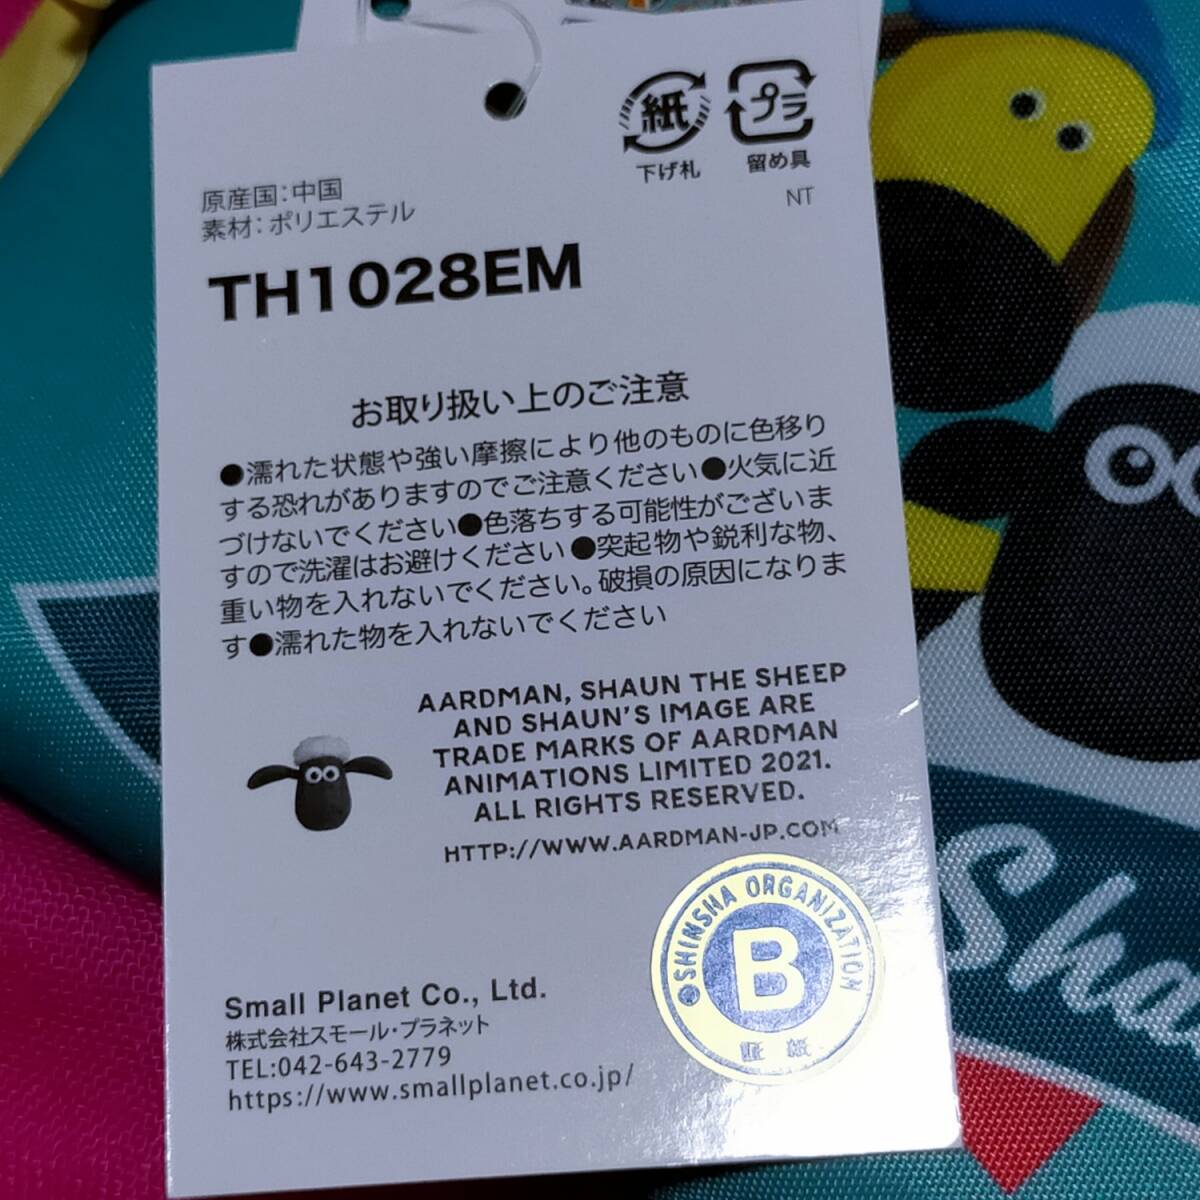 紙
下げ札
プラ
留め具
NT
原産国:中国
素材:ポリエステル
TH1028EM
お取り扱い上のご注意
●濡れた状態や強い摩擦により他のものに色移り
する恐れがありますのでご注意ください●火気に近
づけないでください●色落ちする可能性がございま
すので洗濯はお避けください●突起物や鋭利な物、
重い物を入れないでください。破損の原因になりま
す●濡れた物を入れないでください
AARDMAN, SHAUN THE SHEEP
AND SHAUN'S IMAGE ARE
TRADE MARKS OF AARDMAN
ANIMATIONS LIMITED 2021.
ALL RIGHTS RESERVED.
HTTP://WWW.AARDMAN-JP.COM
SHINSHA ORGANIZATION
B
証紙
Small Planet Co., Ltd.
株式会社スモール・プラネット
TEL:042-643-2779
https://www.smallplanet.co.jp/